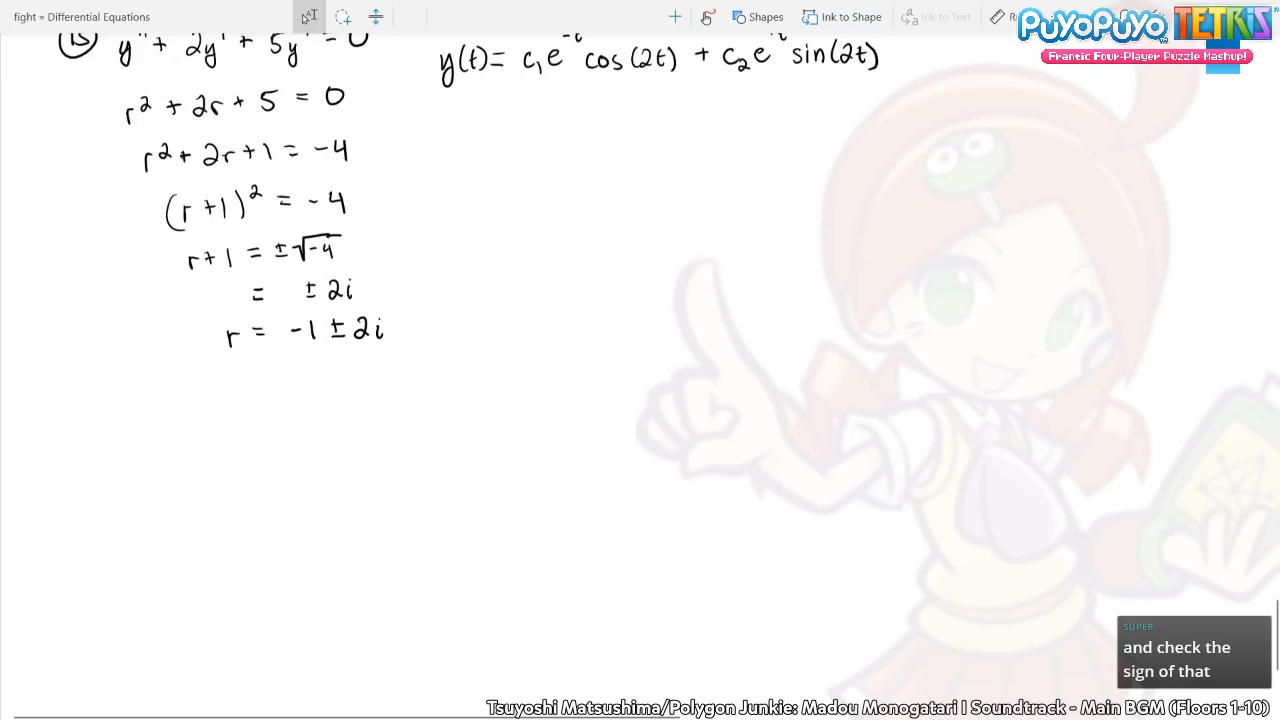 fight » Differential Equations
Shapes
Ink to Shape
Ink to Text
PUYOPUYO TETRIS
Frantic Four-Player Puzzle Mashup!
y'' + 2y' + 5y = 0
r² + 2r + 5 = 0
r² + 2r + 1 = -4
(r + 1)² = -4
r + 1 = ±√-4
= ± 2i
r = -1 ± 2i
y(t) = c₁e⁻ᵗ cos(2t) + c₂e⁻ᵗ sin(2t)
SUPER
and check the
sign of that
Tsuyoshi Matsushima/Polygon Junkie: Madou Monogatari I Soundtrack - Main BGM (Floors 1-10)